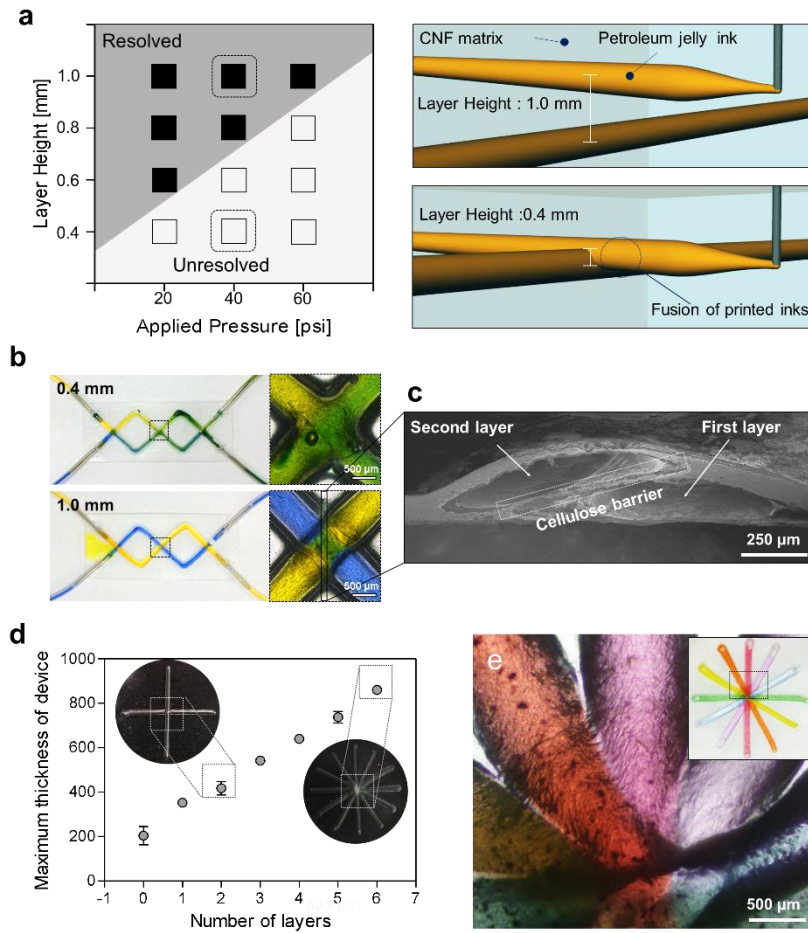 a
Resolved
Unresolved
Layer Height [mm]
1.0
0.8
0.6
0.4
20
40
60
Applied Pressure [psi]
CNF matrix
Petroleum jelly ink
Layer Height : 1.0 mm
Layer Height :0.4 mm
Fusion of printed inks
b
0.4 mm
500 µm
1.0 mm
500 µm
c
Second layer
First layer
Cellulose barrier
250 µm
d
Maximum thickness of device
1000
800
600
400
200
0
0 1 2 3 4 5 6 7
Number of layers
e
500 µm